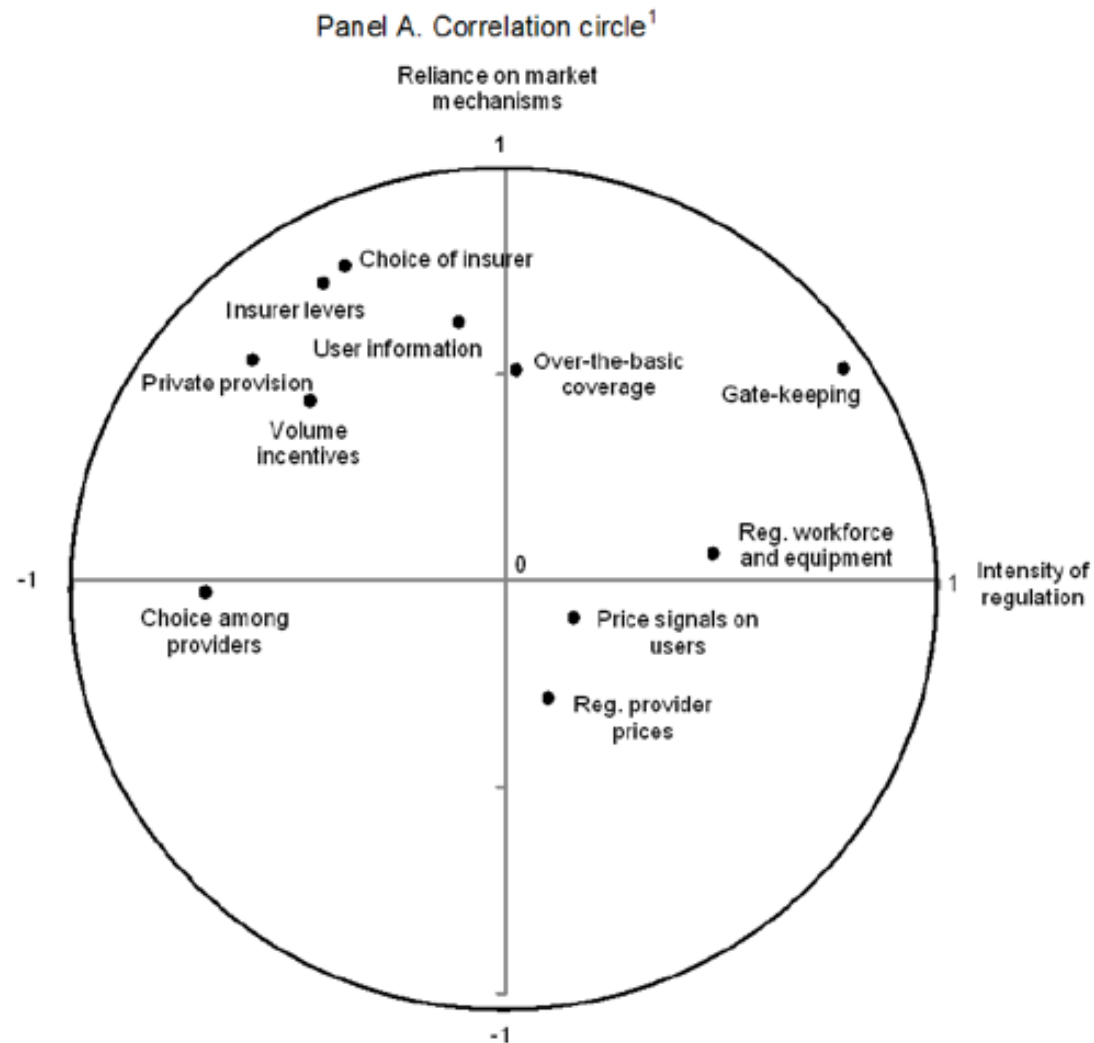 Panel A. Correlation circle¹
Reliance on market
mechanisms
1
Choice of insurer
Insurer levers
User information
Over-the-basic
coverage
Private provision
Gate-keeping
Volume
incentives
Reg. workforce
and equipment
0
-1
1
Intensity of
regulation
Choice among
providers
Price signals on
users
Reg. provider
prices
-1